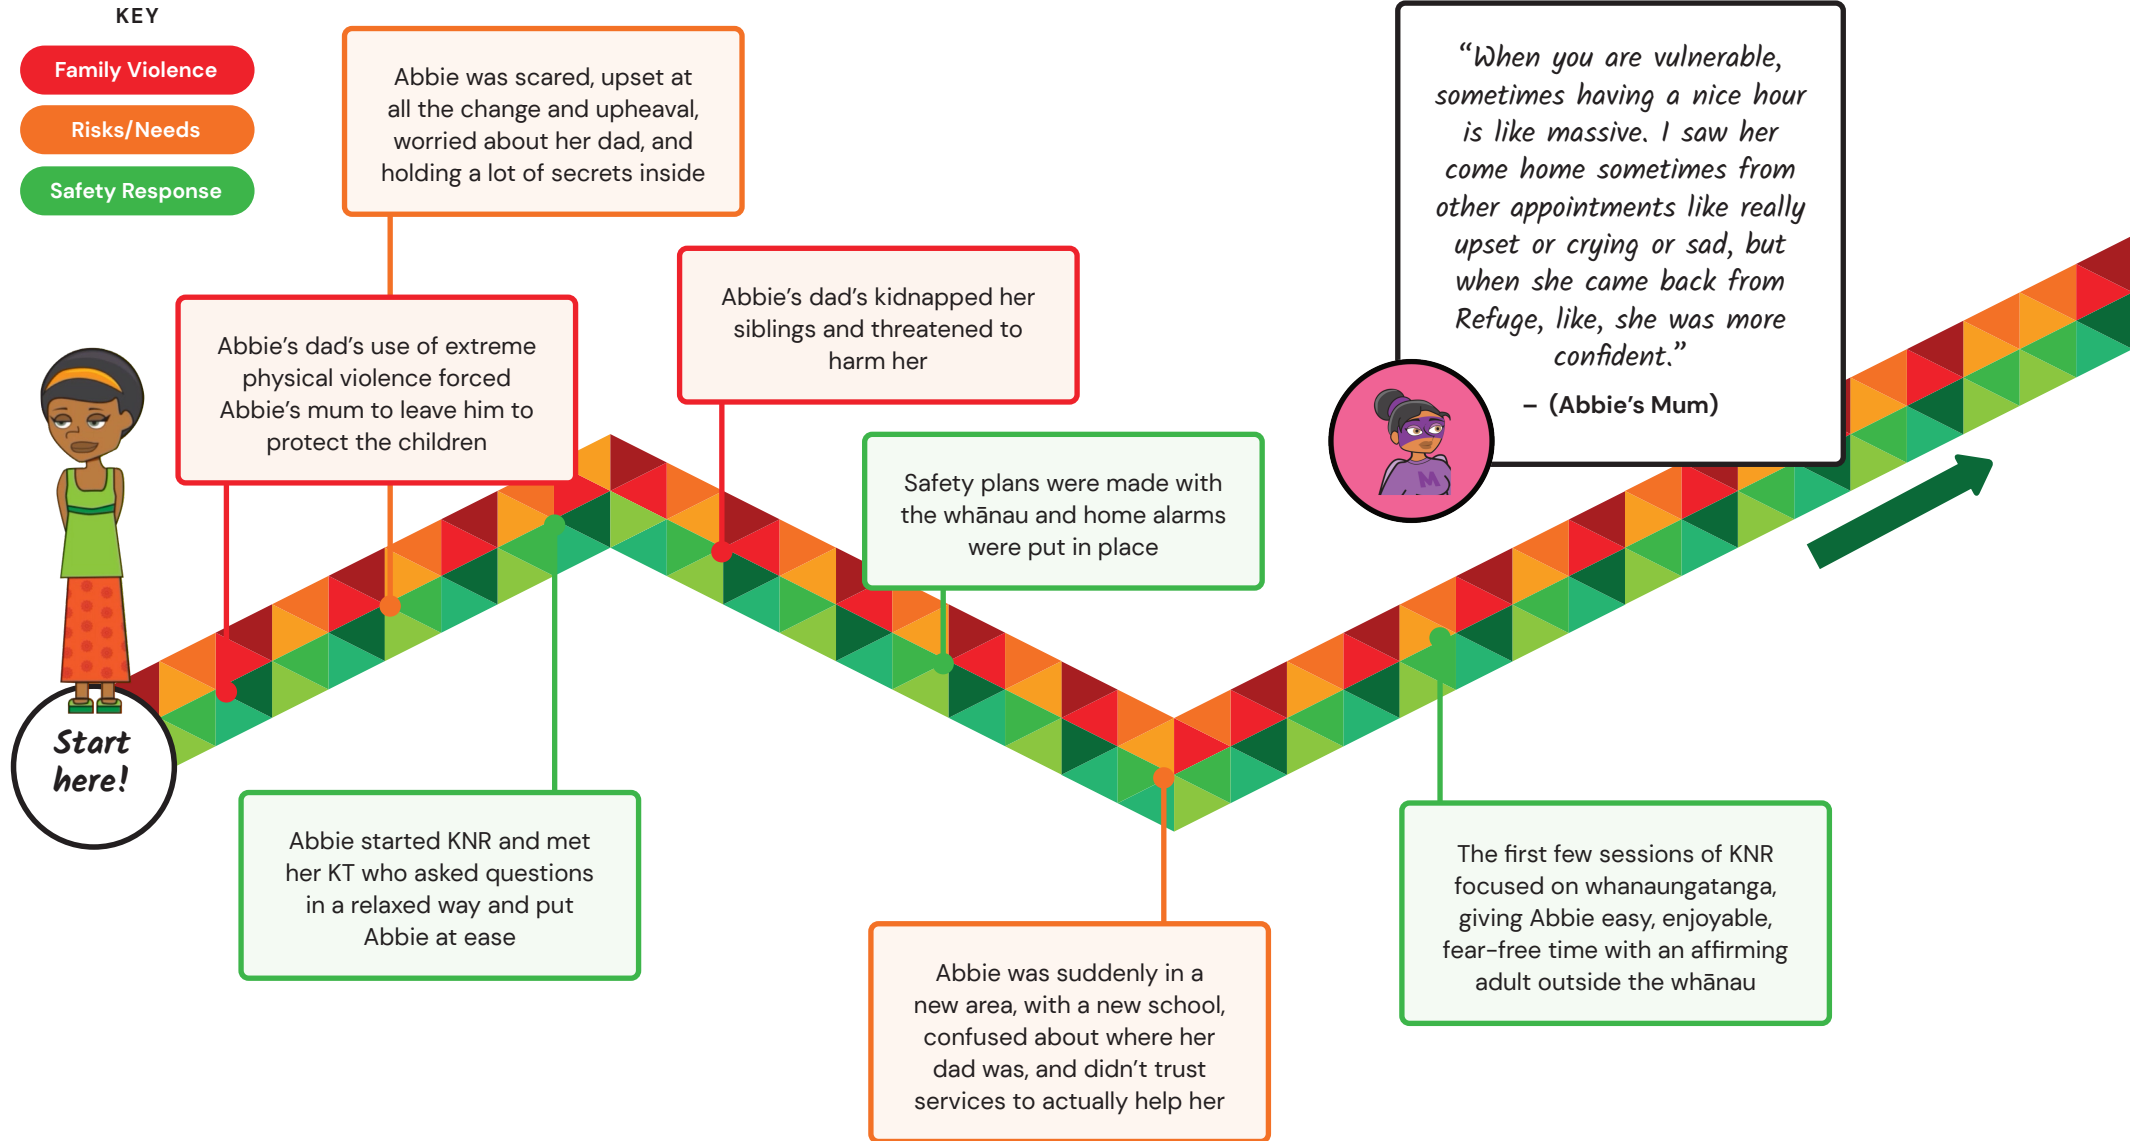 KEY
Family Violence
Risks/Needs
Safety Response
Abbie was scared, upset at
all the change and upheaval,
worried about her dad, and
holding a lot of secrets inside
Abbie’s dad’s use of extreme
physical violence forced
Abbie’s mum to leave him to
protect the children
Abbie’s dad’s kidnapped her
siblings and threatened to
harm her
Safety plans were made with
the whānau and home alarms
were put in place
“When you are vulnerable,
sometimes having a nice hour
is like massive. I saw her
come home sometimes from
other appointments like really
upset or crying or sad, but
when she came back from
Refuge, like, she was more
confident.”
– (Abbie’s Mum)
M
Start
here!
Abbie started KNR and met
her KT who asked questions
in a relaxed way and put
Abbie at ease
Abbie was suddenly in a
new area, with a new school,
confused about where her
dad was, and didn’t trust
services to actually help her
The first few sessions of KNR
focused on whanaungatanga,
giving Abbie easy, enjoyable,
fear-free time with an affirming
adult outside the whānau